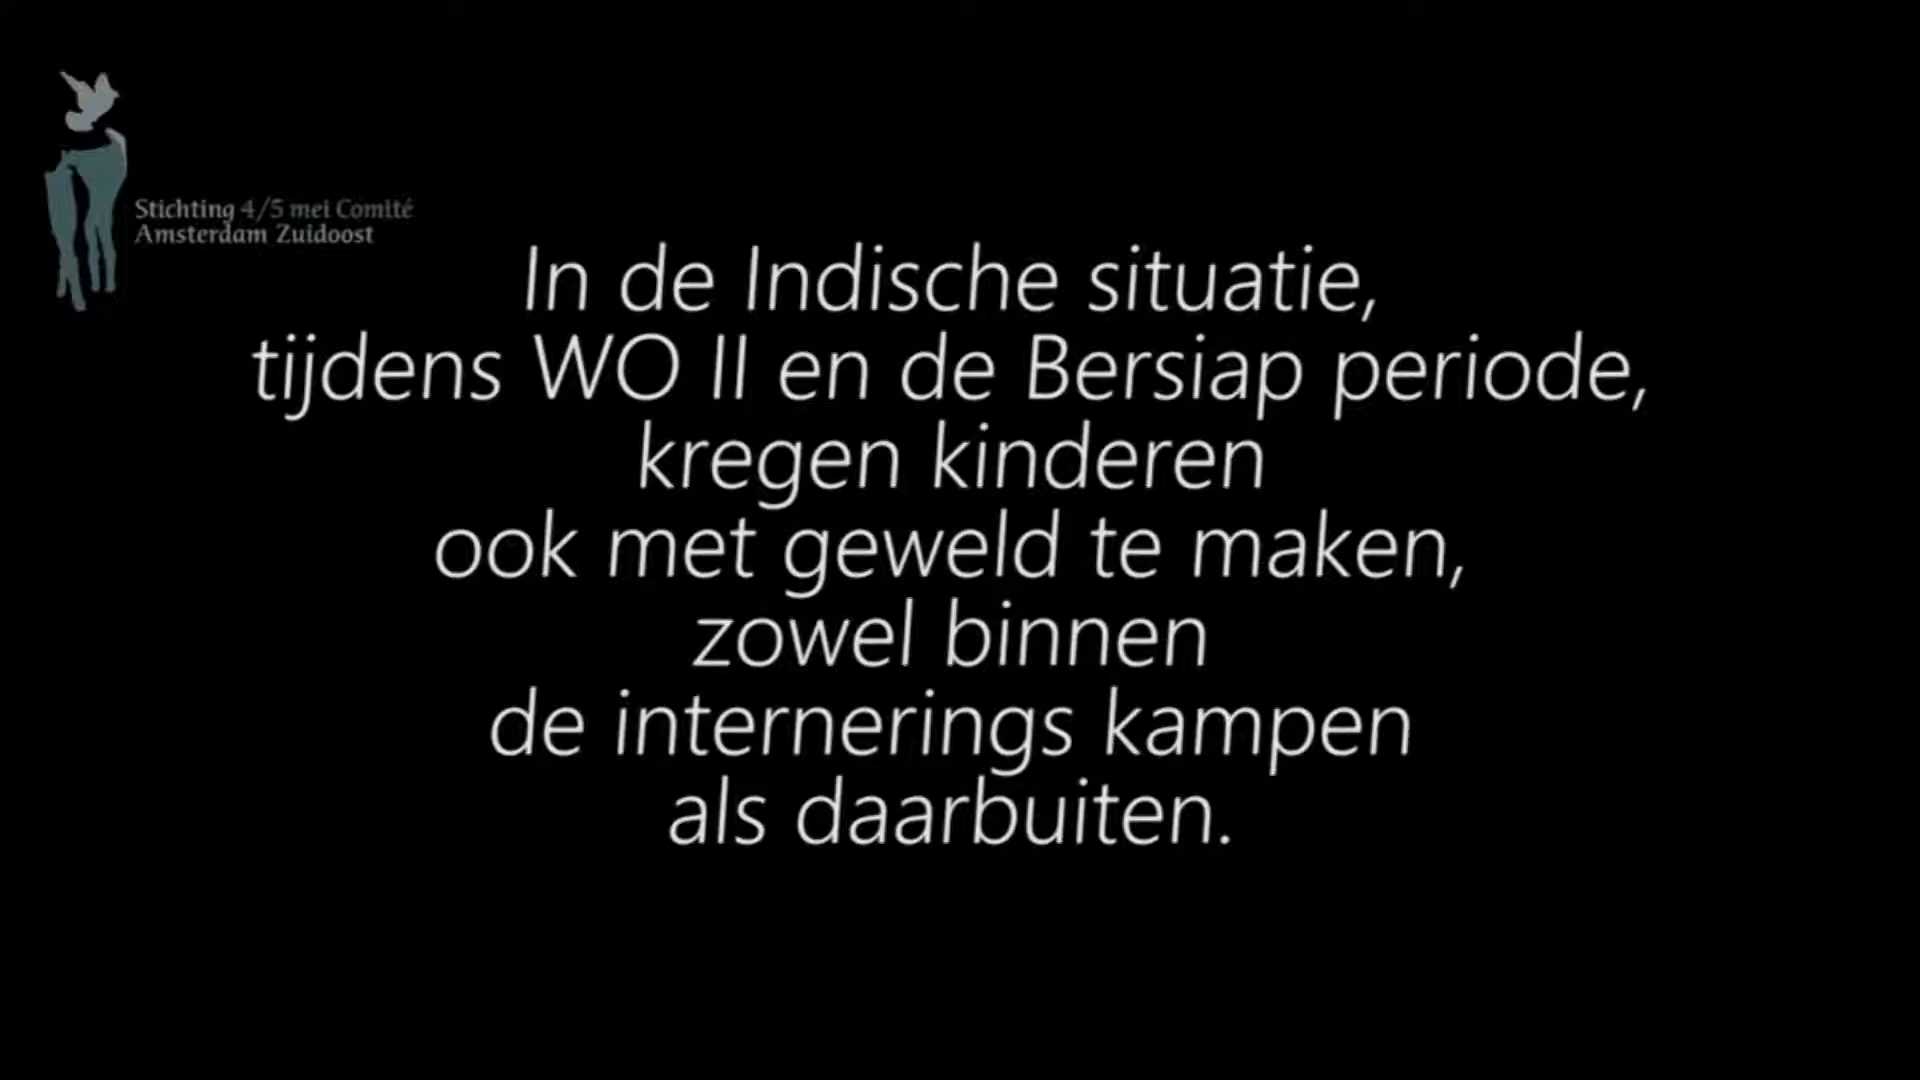 Stichting 4/5 mei Comité
Amsterdam Zuidoost
In de Indische situatie,
tijdens WO II en de Bersiap periode,
kregen kinderen
ook met geweld te maken,
zowel binnen
de internerings kampen
als daarbuiten.